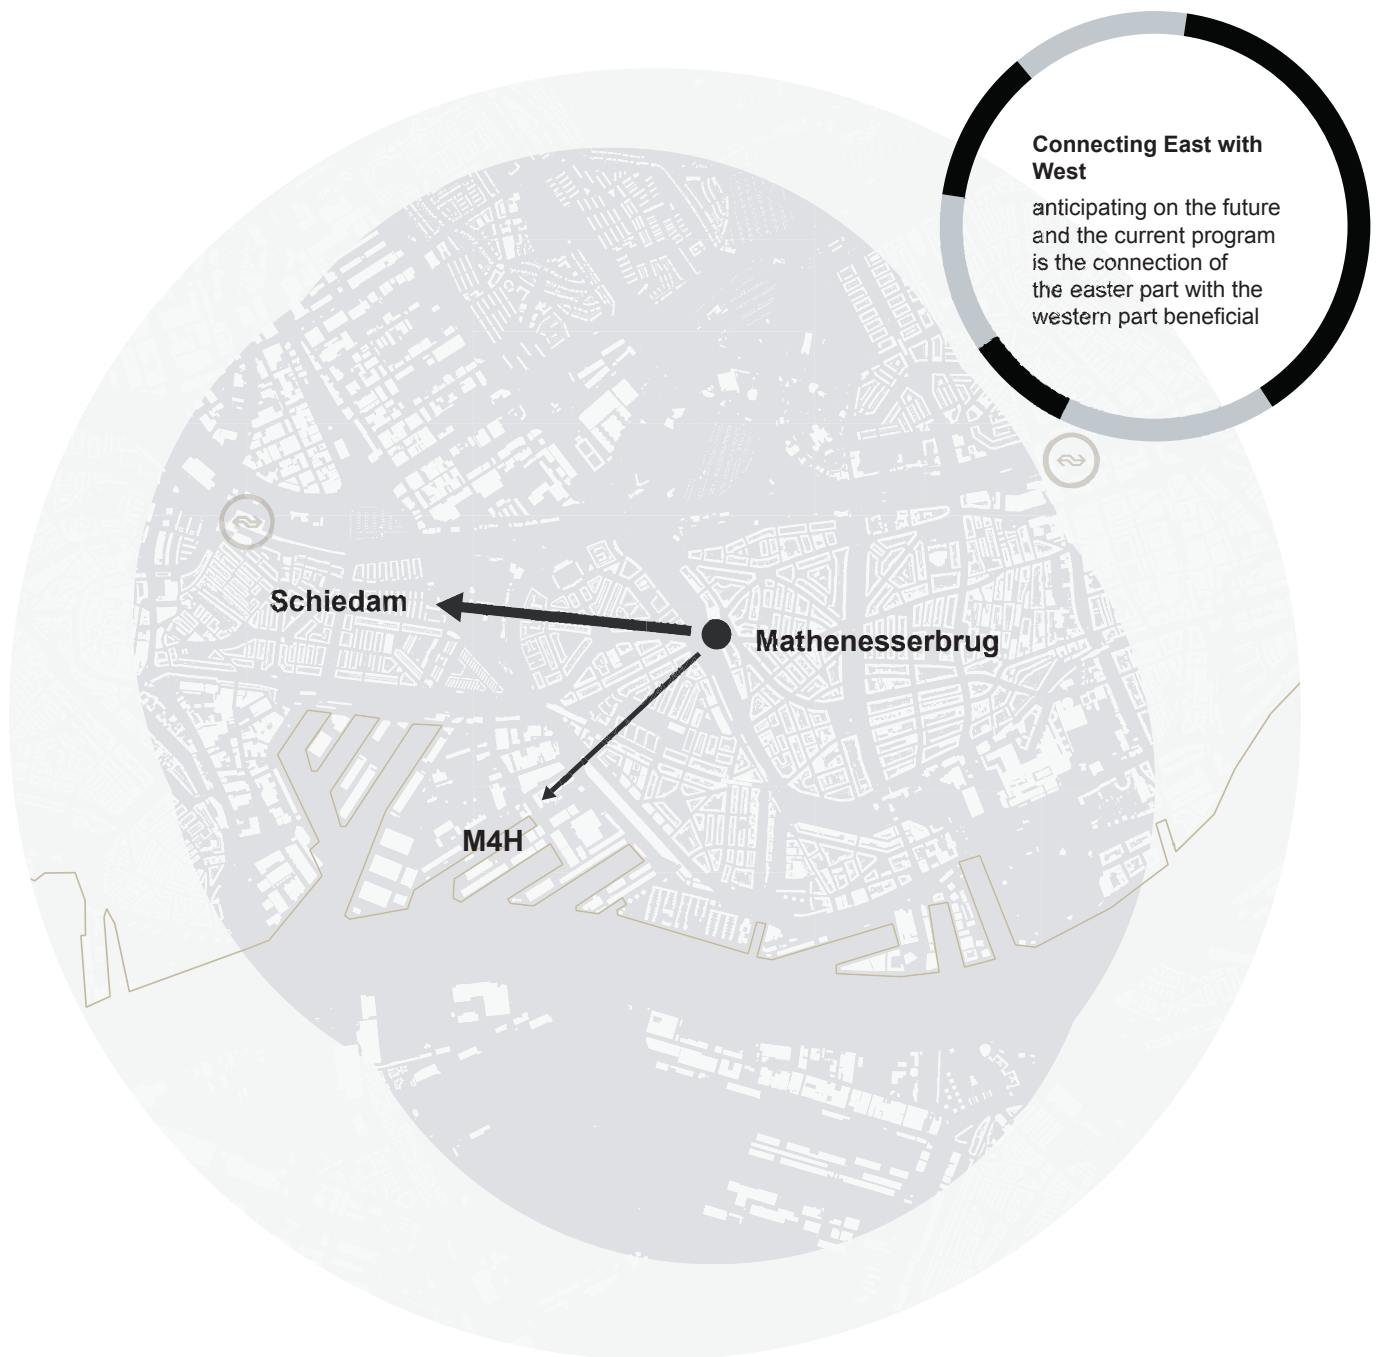 Connecting East with
West
anticipating on the future
and the current program
is the connection of
the easter part with the
western part beneficial
Schiedam
Mathenesserbrug
M4H